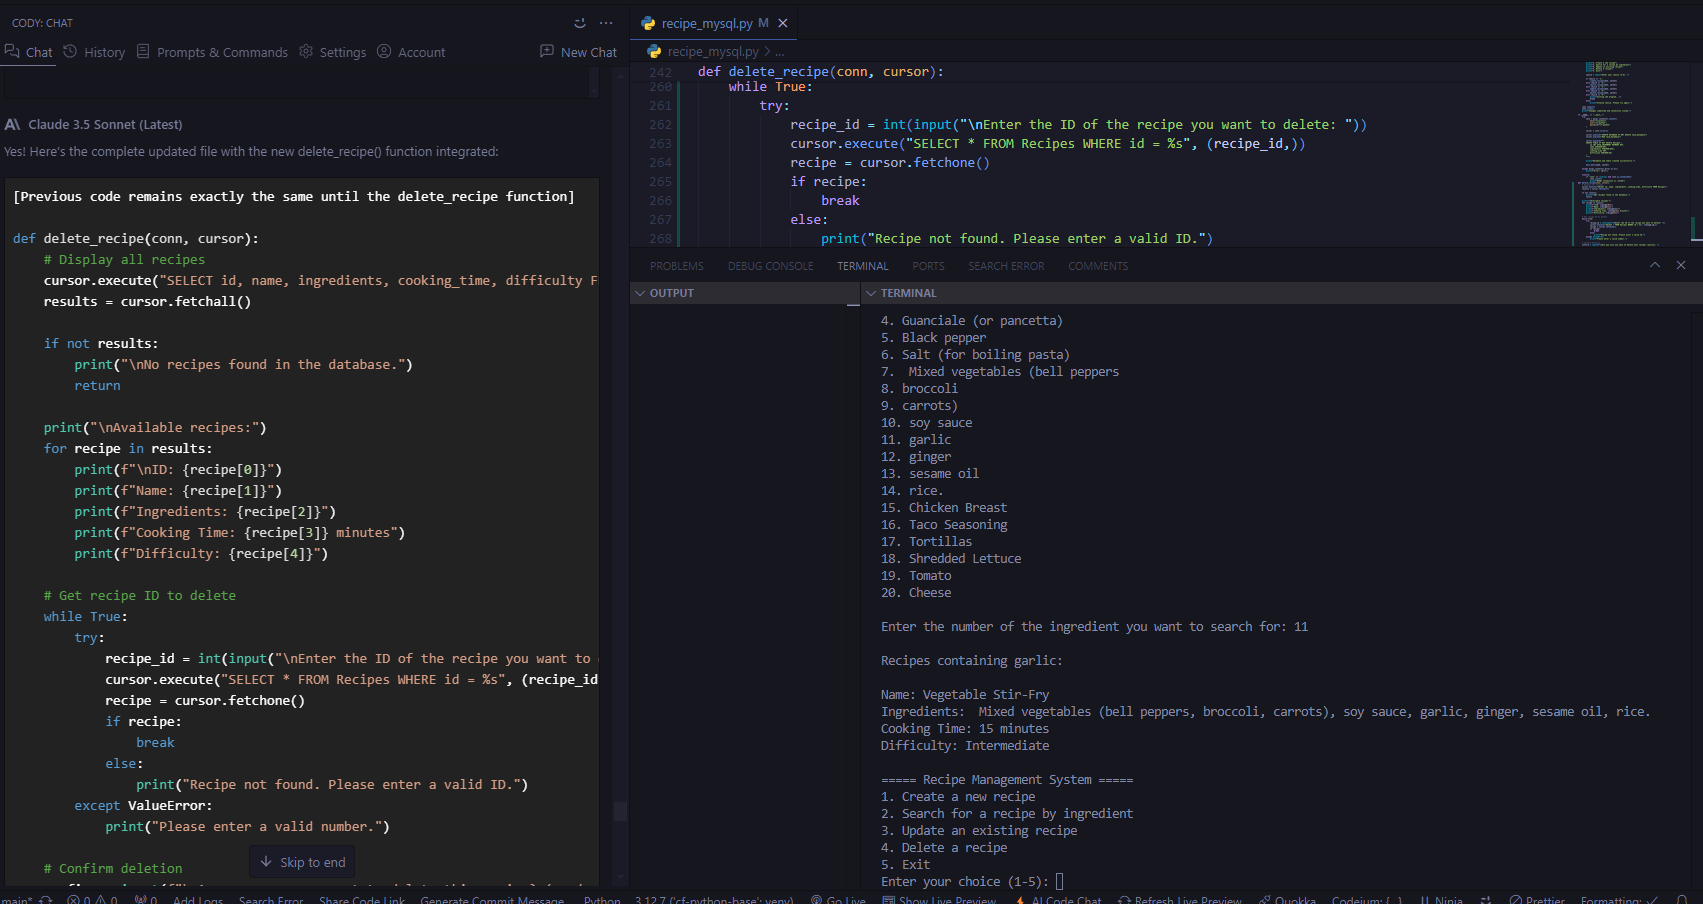 CODY: CHAT
Chat History Prompts & Commands Settings Account New Chat
Claude 3.5 Sonnet (Latest)
Yes! Here's the complete updated file with the new delete_recipe() function integrated:
[Previous code remains exactly the same until the delete_recipe function]
def delete_recipe(conn, cursor):
# Display all recipes
cursor.execute("SELECT id, name, ingredients, cooking_time, difficulty F
results = cursor.fetchall()
if not results:
print("\nNo recipes found in the database.")
return
print("\nAvailable recipes:")
for recipe in results:
print(f"\nID: {recipe[0]}")
print(f"Name: {recipe[1]}")
print(f"Ingredients: {recipe[2]}")
print(f"Cooking Time: {recipe[3]} minutes")
print(f"Difficulty: {recipe[4]}")
# Get recipe ID to delete
while True:
try:
recipe_id = int(input("\nEnter the ID of the recipe you want to
cursor.execute("SELECT * FROM Recipes WHERE id = %s", (recipe_id
recipe = cursor.fetchone()
if recipe:
break
else:
print("Recipe not found. Please enter a valid ID.")
except ValueError:
print("Please enter a valid number.")
Skip to end
# Confirm deletion
recipe_mysql.py M
recipe_mysql.py > ...
242 def delete_recipe(conn, cursor):
260 while True:
261 try:
262 recipe_id = int(input("\nEnter the ID of the recipe you want to delete: "))
263 cursor.execute("SELECT * FROM Recipes WHERE id = %s", (recipe_id,))
264 recipe = cursor.fetchone()
265 if recipe:
266 break
267 else:
268 print("Recipe not found. Please enter a valid ID.")
PROBLEMS DEBUG CONSOLE TERMINAL PORTS SEARCH ERROR COMMENTS
OUTPUT
TERMINAL
4. Guanciale (or pancetta)
5. Black pepper
6. Salt (for boiling pasta)
7.  Mixed vegetables (bell peppers
8. broccoli
9. carrots)
10. soy sauce
11. garlic
12. ginger
13. sesame oil
14. rice.
15. Chicken Breast
16. Taco Seasoning
17. Tortillas
18. Shredded Lettuce
19. Tomato
20. Cheese
Enter the number of the ingredient you want to search for: 11
Recipes containing garlic:
Name: Vegetable Stir-Fry
Ingredients:  Mixed vegetables (bell peppers, broccoli, carrots), soy sauce, garlic, ginger, sesame oil, rice.
Cooking Time: 15 minutes
Difficulty: Intermediate
===== Recipe Management System =====
1. Create a new recipe
2. Search for a recipe by ingredient
3. Update an existing recipe
4. Delete a recipe
5. Exit
Enter your choice (1-5):
main* 0 0 0 Add Logs Search Error Share Code Link Generate Commit Message Python 3.12.7 ('cf-python-base': venv) Go Live Show Live Preview AI Code Chat Refresh Live Preview Quokka Codeium: {...} Ninja Prettier Formatting: ✓